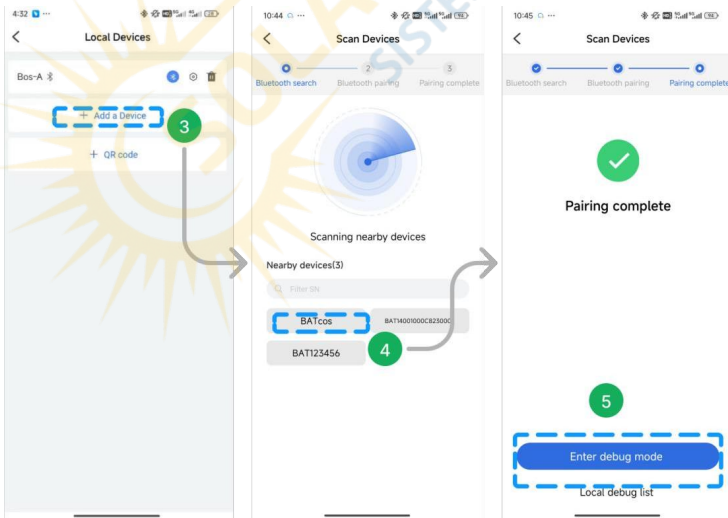 4:32
Local Devices
Bos-A
+ Add a Device
3
+ QR code
10:44
Scan Devices
2
3
Bluetooth search
Bluetooth pairing
Pairing complete
Scanning nearby devices
Nearby devices(3)
Filter SN
BATcos
BAT123456
4
10:45
Scan Devices
Bluetooth search
Bluetooth pairing
Pairing complete
Pairing complete
5
Enter debug mode
Local debug list